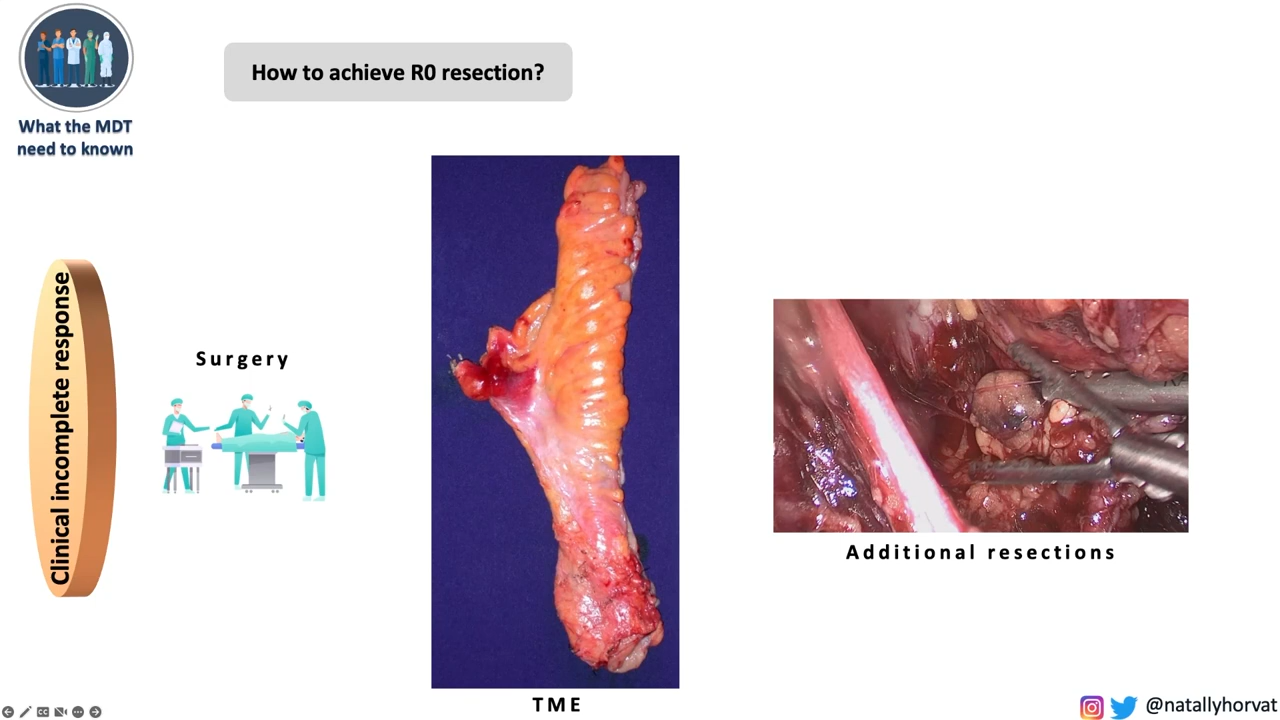 How to achieve R0 resection?
What the MDT
need to known
Clinical incomplete response
Surgery
TME
Additional resections
@natallyhorvat